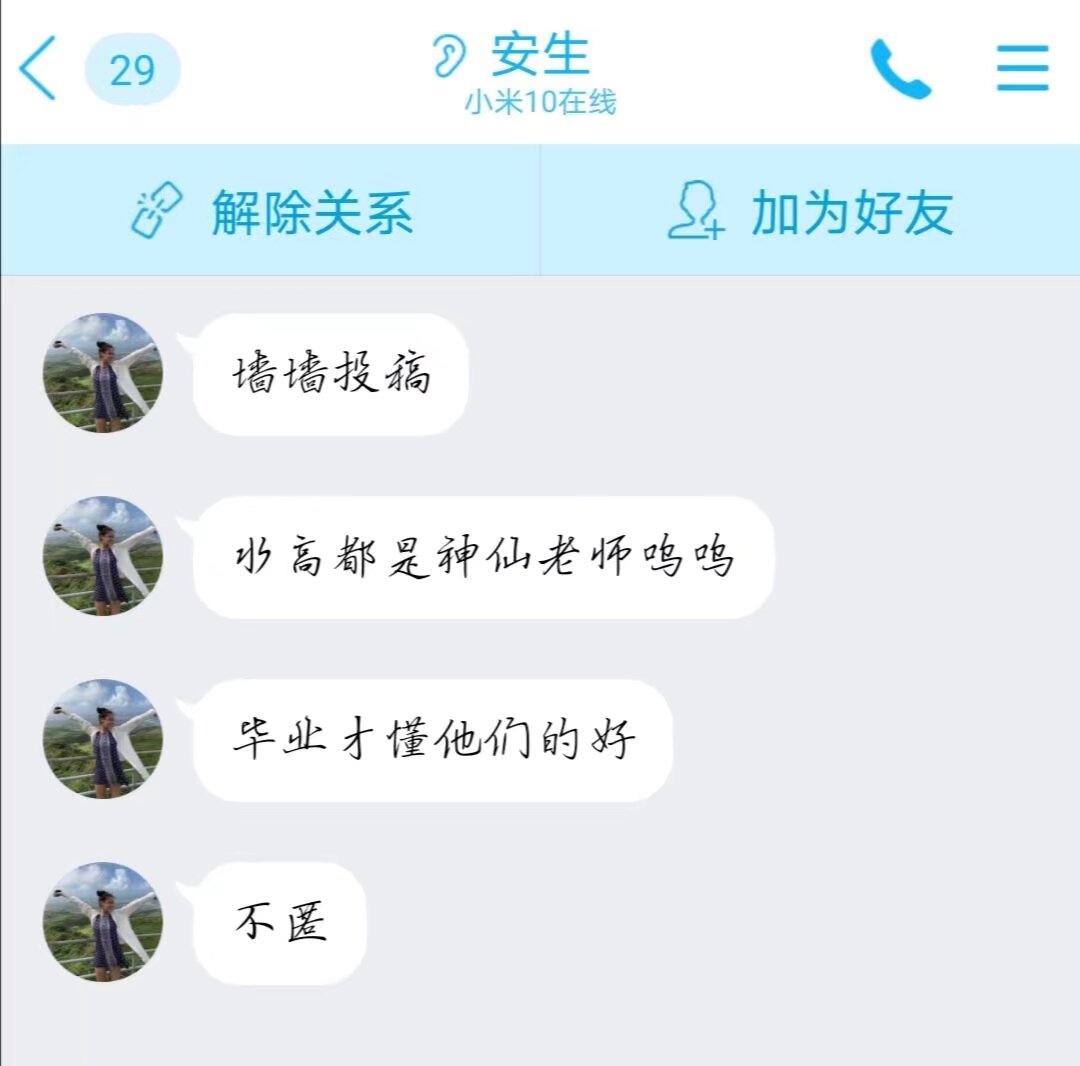 29
安生
小米10在线
解除关系
加为好友
墙墙投稿
水高都是神仙老师呜呜
毕业才懂他们的好
不匿